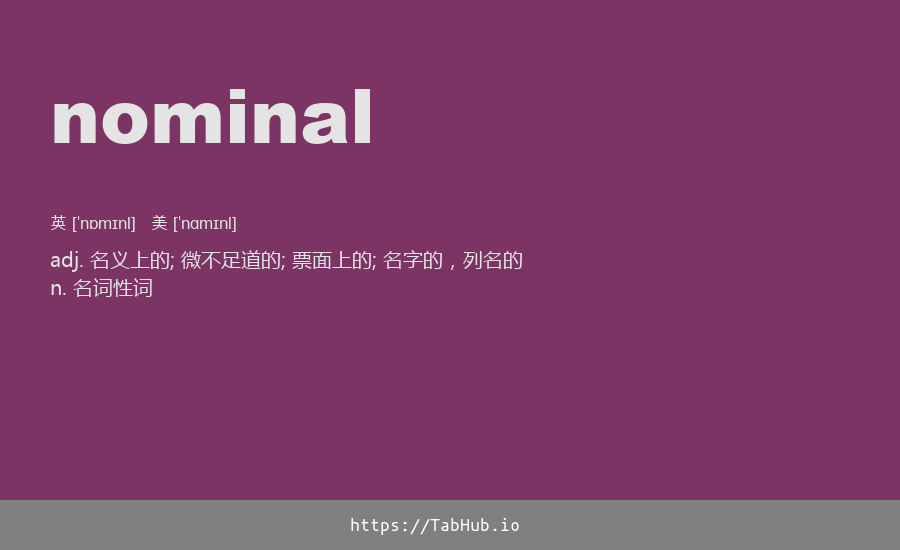 nominal
英 [ˈnɒmɪnl] 美 [ˈnɑmɪnl]
adj. 名义上的; 微不足道的; 票面上的; 名字的，列名的
n. 名词性词
https://TabHub.io